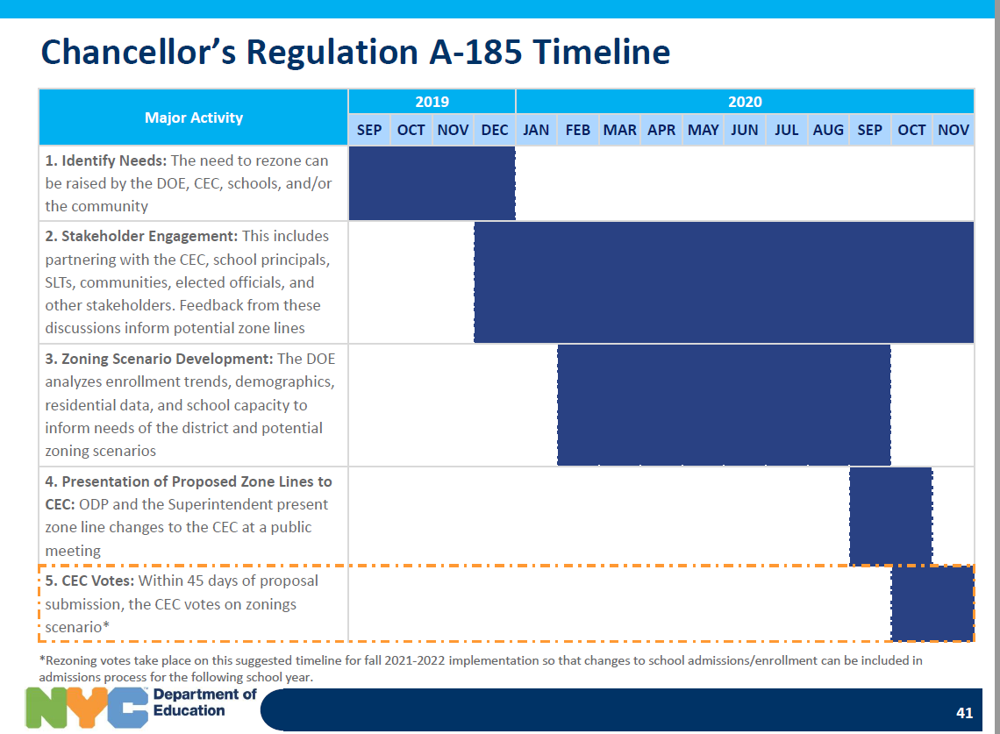 Chancellor’s Regulation A-185 Timeline
Major Activity
2019
2020
SEP OCT NOV DEC JAN FEB MAR APR MAY JUN JUL AUG SEP OCT NOV
1. Identify Needs: The need to rezone can
be raised by the DOE, CEC, schools, and/or
the community
2. Stakeholder Engagement: This includes
partnering with the CEC, school principals,
SLTs, communities, elected officials, and
other stakeholders. Feedback from these
discussions inform potential zone lines
3. Zoning Scenario Development: The DOE
analyzes enrollment trends, demographics,
residential data, and school capacity to
inform needs of the district and potential
zoning scenarios
4. Presentation of Proposed Zone Lines to
CEC: ODP and the Superintendent present
zone line changes to the CEC at a public
meeting
5. CEC Votes: Within 45 days of proposal
submission, the CEC votes on zonings
scenario*
*Rezoning votes take place on this suggested timeline for fall 2021-2022 implementation so that changes to school admissions/enrollment can be included in
admissions process for the following school year.
NYC
Department of
Education
41